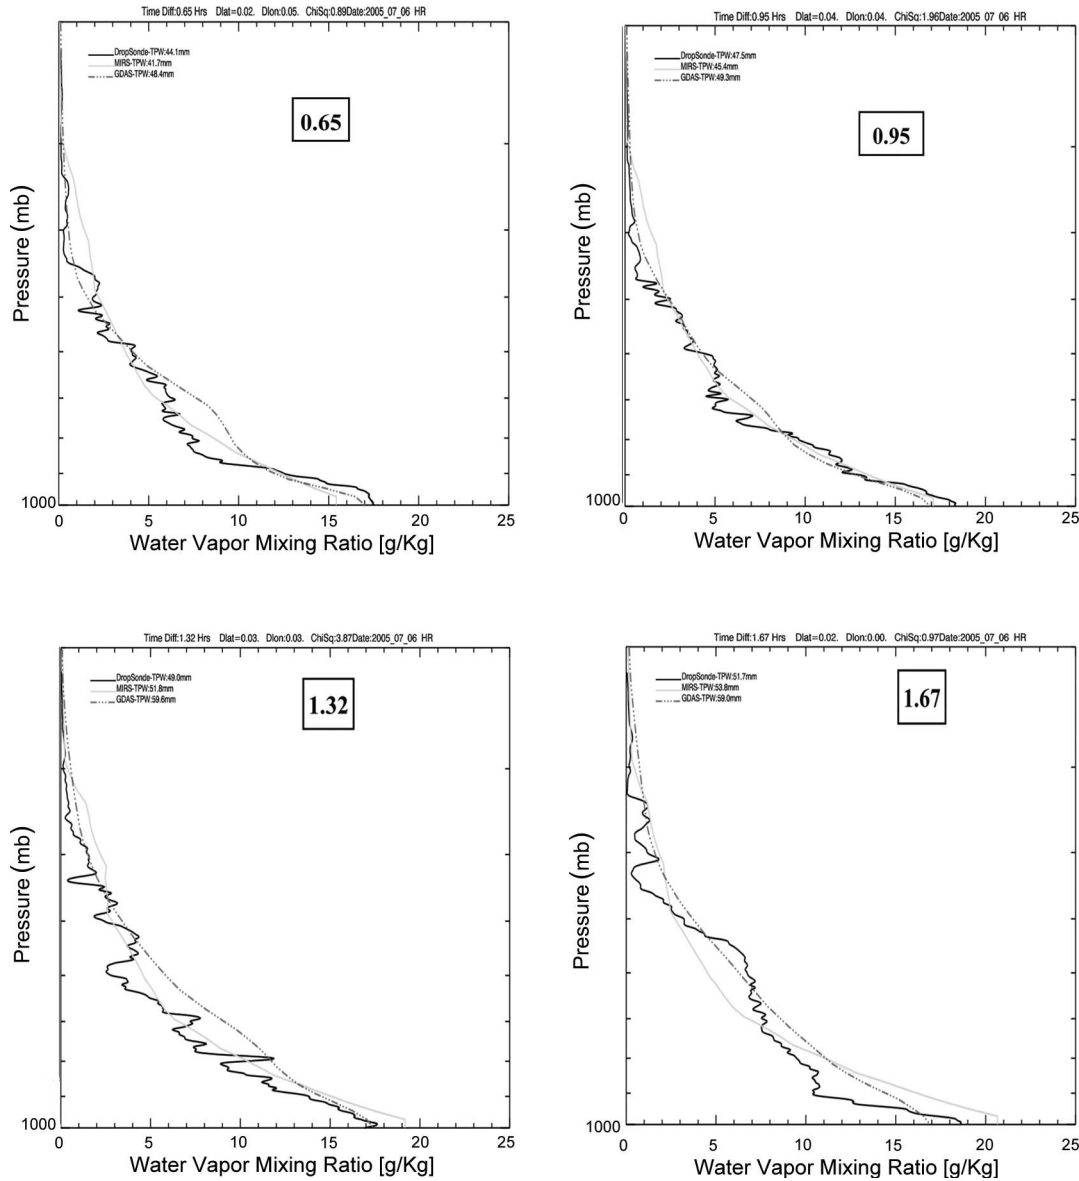 Time Diff:0.65 Hrs Dlat=0.02. Dlon:0.05. ChiSq:0.89Date:2005_07_06 HR
DropSonde-TPW:44.1mm
MIRS-TPW:41.7mm
GDAS-TPW:48.4mm
0.65
Pressure (mb)
1000
0 5 10 15 20 25
Water Vapor Mixing Ratio [g/Kg]
Time Diff:0.95 Hrs Dlat=0.04. Dlon:0.04. ChiSq:1.96Date:2005_07_06 HR
DropSonde-TPW:47.5mm
MIRS-TPW:45.4mm
GDAS-TPW:49.3mm
0.95
Pressure (mb)
1000
0 5 10 15 20 25
Water Vapor Mixing Ratio [g/Kg]
Time Diff:1.32 Hrs Dlat=0.03. Dlon:0.03. ChiSq:3.87Date:2005_07_06 HR
DropSonde-TPW:49.0mm
MIRS-TPW:51.8mm
GDAS-TPW:59.6mm
1.32
Pressure (mb)
1000
0 5 10 15 20 25
Water Vapor Mixing Ratio [g/Kg]
Time Diff:1.67 Hrs Dlat=0.02. Dlon:0.00. ChiSq:0.97Date:2005_07_06 HR
DropSonde-TPW:51.7mm
MIRS-TPW:53.8mm
GDAS-TPW:59.0mm
1.67
Pressure (mb)
1000
0 5 10 15 20 25
Water Vapor Mixing Ratio [g/Kg]